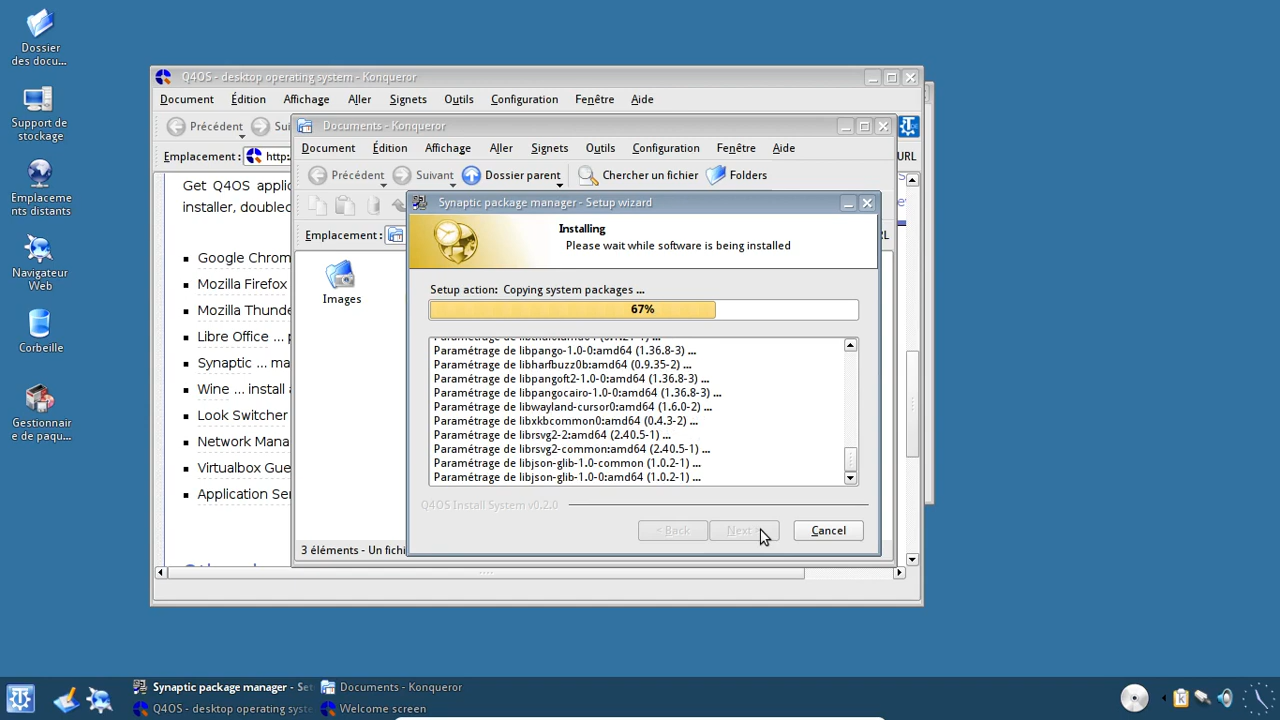 Dossier
des docu...
Support de
stockage
Emplaceme
nts distants
Navigateur
Web
Corbeille
Gestionnair
e de paqu...
Q4OS - desktop operating system - Konqueror
Document Édition Affichage Aller Signets Outils Configuration Fenêtre Aide
Précédent Sui
Emplacement : http: URL
Get Q4OS applic
installer, doublec
Google Chrom
Mozilla Firefox
Mozilla Thunde
Libre Office ... p
Synaptic ... ma
Wine ... install a
Look Switcher
Network Mana
Virtualbox Gue
Application Ser
Documents - Konqueror
Document Édition Affichage Aller Signets Outils Configuration Fenêtre Aide
Précédent Suivant Dossier parent Chercher un fichier Folders
Emplacement :
Images
3 éléments - Un fichi
Synaptic package manager - Setup wizard
Installing
Please wait while software is being installed
Setup action: Copying system packages ...
67%
Paramétrage de libpango-1.0-0:amd64 (1.36.8-3) ...
Paramétrage de libharfbuzz0b:amd64 (0.9.35-2) ...
Paramétrage de libpangoft2-1.0-0:amd64 (1.36.8-3) ...
Paramétrage de libpangocairo-1.0-0:amd64 (1.36.8-3) ...
Paramétrage de libwayland-cursor0:amd64 (1.6.0-2) ...
Paramétrage de libxkbcommon0:amd64 (0.4.3-2) ...
Paramétrage de librsvg2-2:amd64 (2.40.5-1) ...
Paramétrage de librsvg2-common:amd64 (2.40.5-1) ...
Paramétrage de libjson-glib-1.0-common (1.0.2-1) ...
Paramétrage de libjson-glib-1.0-0:amd64 (1.0.2-1) ...
Q4OS Install System v0.2.0
< Back Next Cancel
Synaptic package manager - Se Documents - Konqueror
Q4OS - desktop operating syste Welcome screen